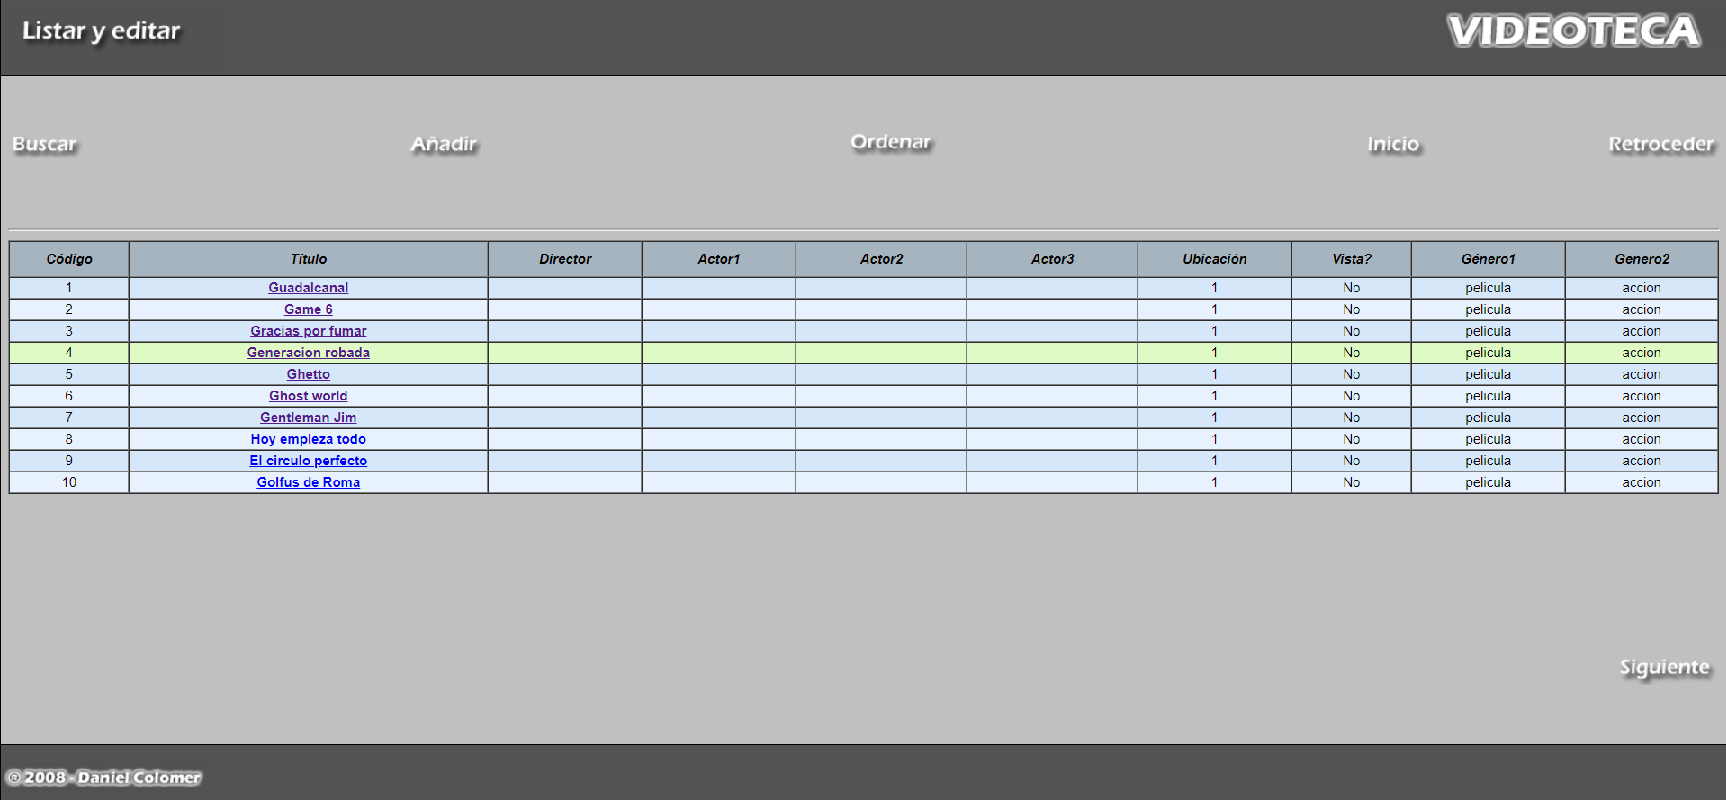 Listar y editar VIDEOTECA
Buscar Añadir Ordenar Inicio Retroceder
Código Título Director Actor1 Actor2 Actor3 Ubicación Vista? Género1 Genero2
1 Guadalcanal 1 No pelicula accion
2 Game 6 1 No pelicula accion
3 Gracias por fumar 1 No pelicula accion
4 Generacion robada 1 No pelicula accion
5 Ghetto 1 No pelicula accion
6 Ghost world 1 No pelicula accion
7 Gentleman Jim 1 No pelicula accion
8 Hoy empieza todo 1 No pelicula accion
9 El circulo perfecto 1 No pelicula accion
10 Golfus de Roma 1 No pelicula accion
Siguiente
® 2008 - Daniel Colomer